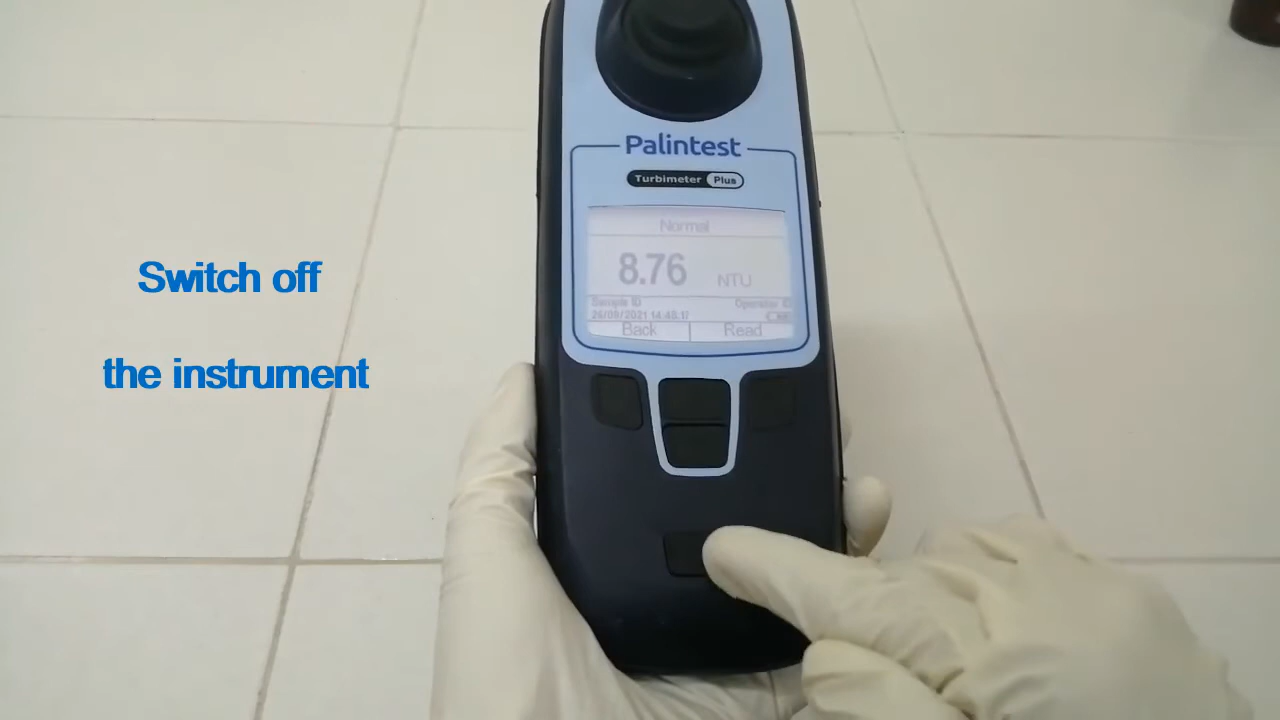 Palintest
Turbimeter Plus
Normal
8.76 NTU
Switch off
the instrument
Sample ID Operator ID
Back Read